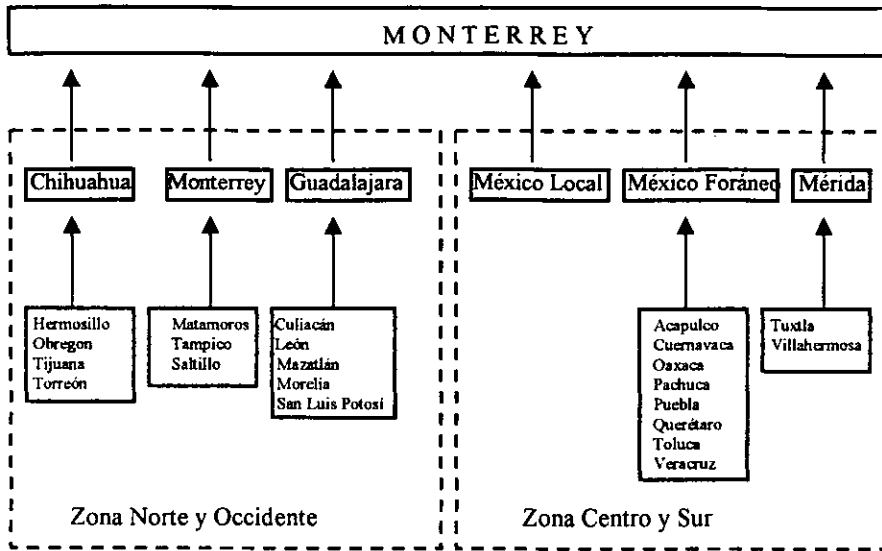 MONTERREY
Chihuahua
Monterrey
Guadalajara
México Local
México Foráneo
Mérida
Hermosillo
Obregon
Tijuana
Torreón
Matamoros
Tampico
Saltillo
Culiacán
León
Mazatlán
Morelia
San Luis Potosí
Acapulco
Cuernavaca
Oaxaca
Pachuca
Puebla
Querétaro
Toluca
Veracruz
Tuxtla
Villahermosa
Zona Norte y Occidente
Zona Centro y Sur